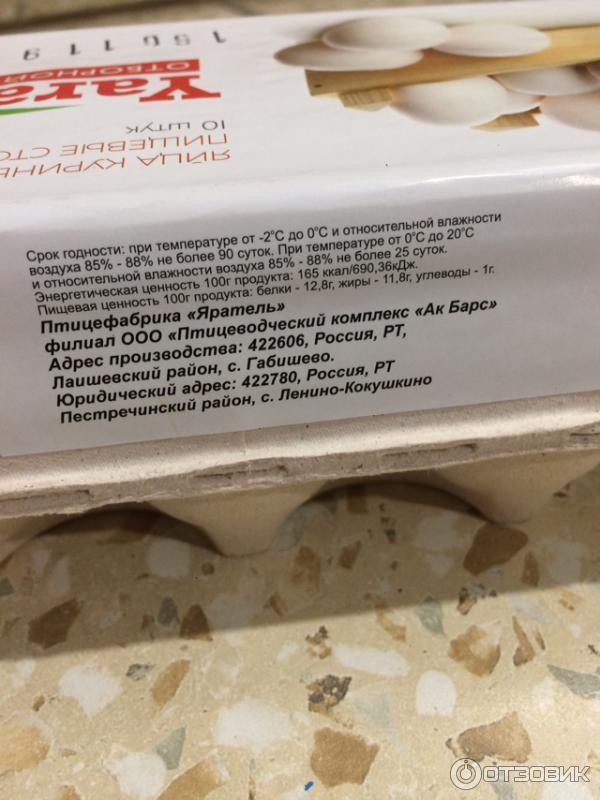 ЯЙЦА КУРИНЫ
ПИЩЕВЫЕ СТО
10 ШТУК
Yara
ОТБОРНОЙ
150119
Срок годности: при температуре от -2°С до 0°С и относительной влажности
воздуха 85% - 88% не более 90 суток. При температуре от 0°С до 20°С
и относительной влажности воздуха 85% - 88% не более 25 суток.
Энергетическая ценность 100г продукта: 165 ккал/690,36кДж.
Пищевая ценность 100г продукта: белки - 12,8г, жиры - 11,8г, углеводы - 1г.
Птицефабрика «Яратель»
филиал ООО «Птицеводческий комплекс «Ак Барс»
Адрес производства: 422606, Россия, РТ,
Лаишевский район, с. Габишево.
Юридический адрес: 422780, Россия, РТ
Пестречинский район, с. Ленино-Кокушкино
ОТЗОВИК